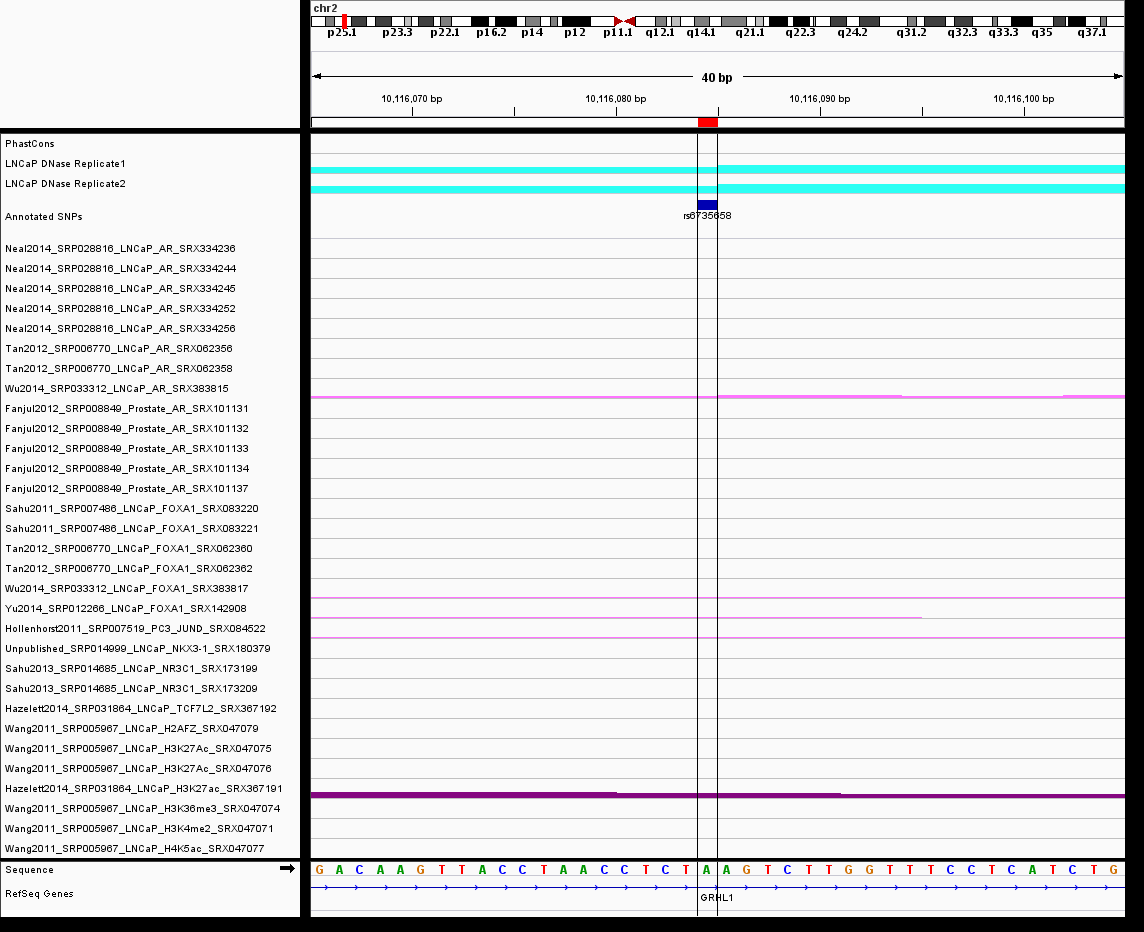 chr2
p25.1 p23.3 p22.1 p16.2 p14 p12 p11.1 q12.1 q14.1 q21.1 q22.3 q24.2 q31.2 q32.3 q33.3 q35 q37.1
40 bp
10,116,070 bp 10,116,080 bp 10,116,090 bp 10,116,100 bp
PhastCons
LNCaP DNase Replicate1
LNCaP DNase Replicate2
Annotated SNPs rs6735658
Neal2014_SRP028816_LNCaP_AR_SRX334236
Neal2014_SRP028816_LNCaP_AR_SRX334244
Neal2014_SRP028816_LNCaP_AR_SRX334245
Neal2014_SRP028816_LNCaP_AR_SRX334252
Neal2014_SRP028816_LNCaP_AR_SRX334256
Tan2012_SRP006770_LNCaP_AR_SRX062356
Tan2012_SRP006770_LNCaP_AR_SRX062358
Wu2014_SRP033312_LNCaP_AR_SRX383815
Fanjul2012_SRP008849_Prostate_AR_SRX101131
Fanjul2012_SRP008849_Prostate_AR_SRX101132
Fanjul2012_SRP008849_Prostate_AR_SRX101133
Fanjul2012_SRP008849_Prostate_AR_SRX101134
Fanjul2012_SRP008849_Prostate_AR_SRX101137
Sahu2011_SRP007486_LNCaP_FOXA1_SRX083220
Sahu2011_SRP007486_LNCaP_FOXA1_SRX083221
Tan2012_SRP006770_LNCaP_FOXA1_SRX062360
Tan2012_SRP006770_LNCaP_FOXA1_SRX062362
Wu2014_SRP033312_LNCaP_FOXA1_SRX383817
Yu2014_SRP012266_LNCaP_FOXA1_SRX142908
Hollenhorst2011_SRP007519_PC3_JUND_SRX084522
Unpublished_SRP014999_LNCaP_NKX3-1_SRX180379
Sahu2013_SRP014685_LNCaP_NR3C1_SRX173199
Sahu2013_SRP014685_LNCaP_NR3C1_SRX173209
Hazelett2014_SRP031864_LNCaP_TCF7L2_SRX367192
Wang2011_SRP005967_LNCaP_H2AFZ_SRX047079
Wang2011_SRP005967_LNCaP_H3K27Ac_SRX047075
Wang2011_SRP005967_LNCaP_H3K27Ac_SRX047076
Hazelett2014_SRP031864_LNCaP_H3K27ac_SRX367191
Wang2011_SRP005967_LNCaP_H3K36me3_SRX047074
Wang2011_SRP005967_LNCaP_H3K4me2_SRX047071
Wang2011_SRP005967_LNCaP_H4K5ac_SRX047077
Sequence G A C A A G T T A C C T A A C C T C T A A G T C T T G G T T T C C T C A T C T G
RefSeq Genes GRHL1